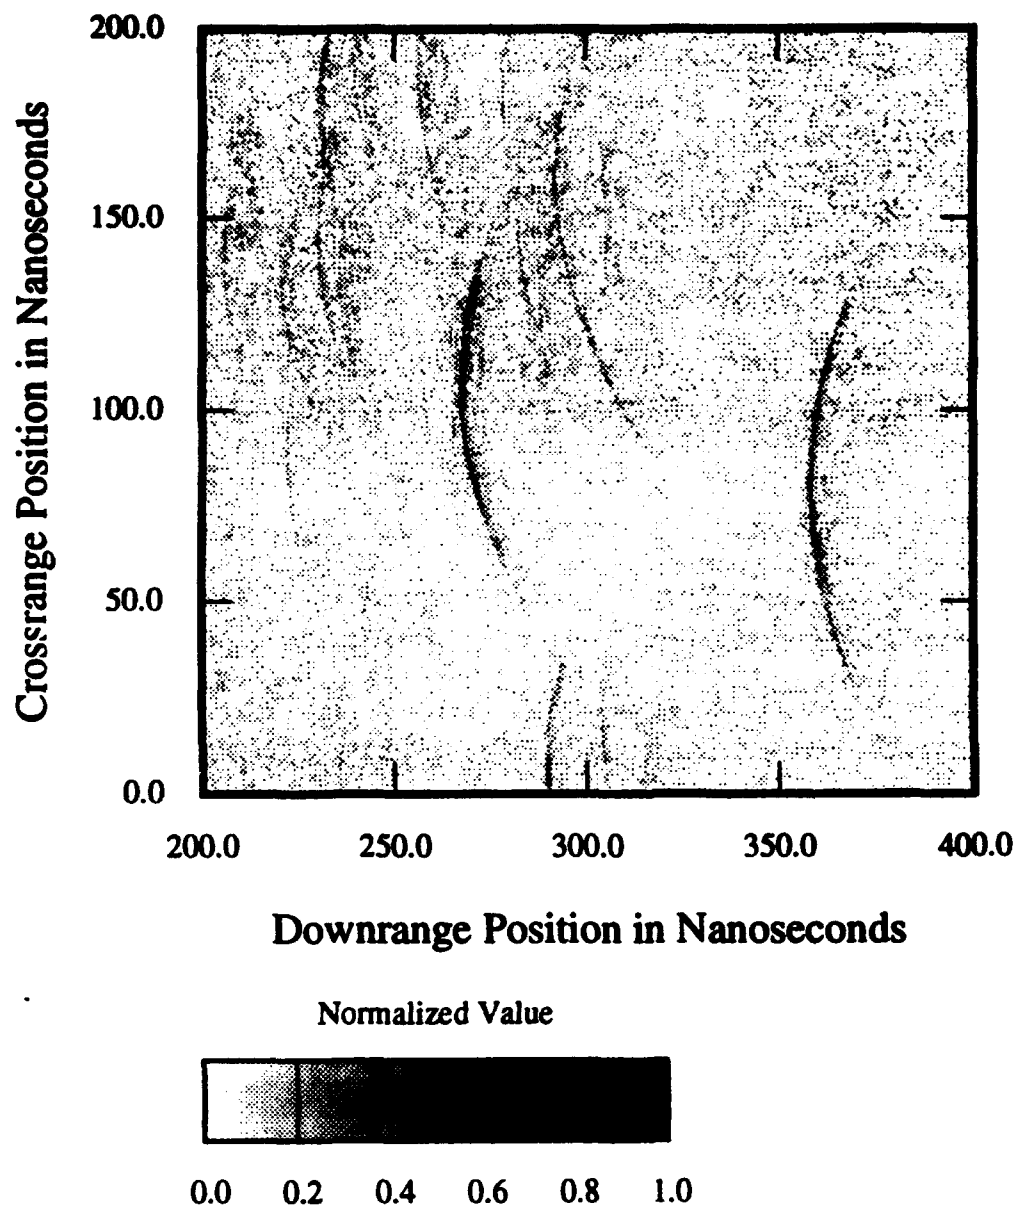 200.0
150.0
100.0
50.0
0.0
Crossrange Position in Nanoseconds
200.0 250.0 300.0 350.0 400.0
Downrange Position in Nanoseconds
Normalized Value
0.0 0.2 0.4 0.6 0.8 1.0